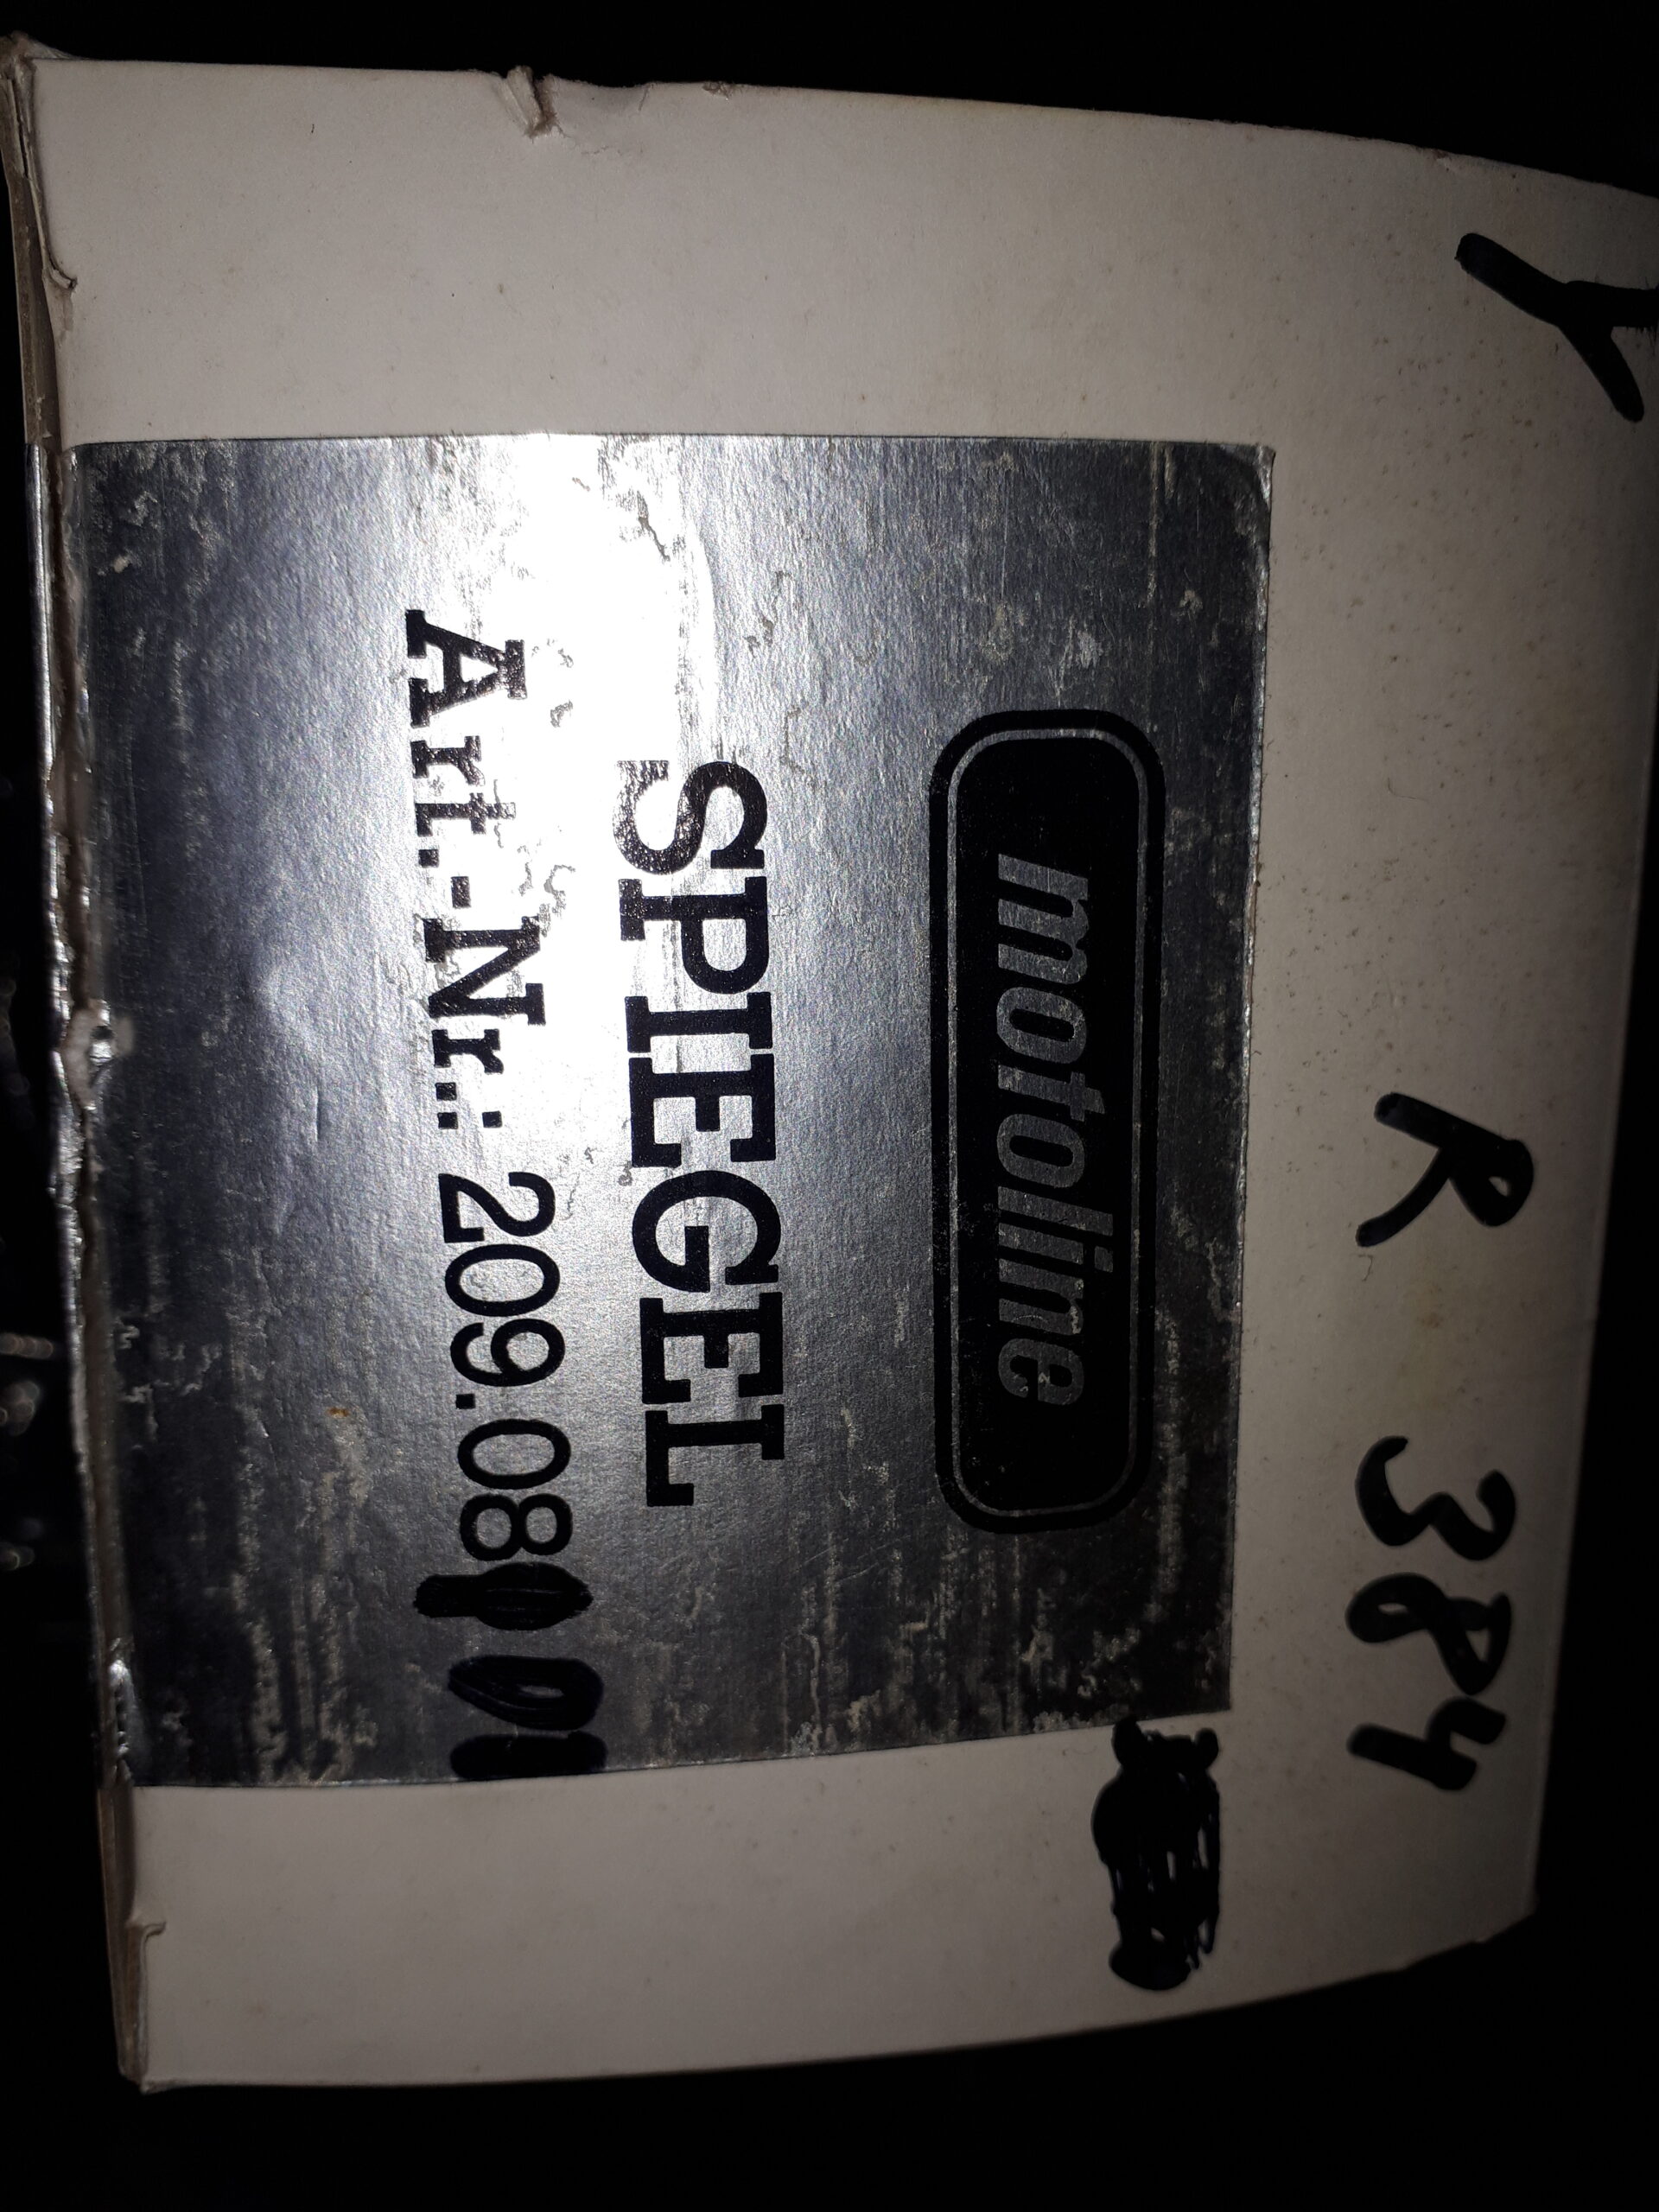 Y R 384
motoline
SPIEGEL
Art.-Nr.: 209.08